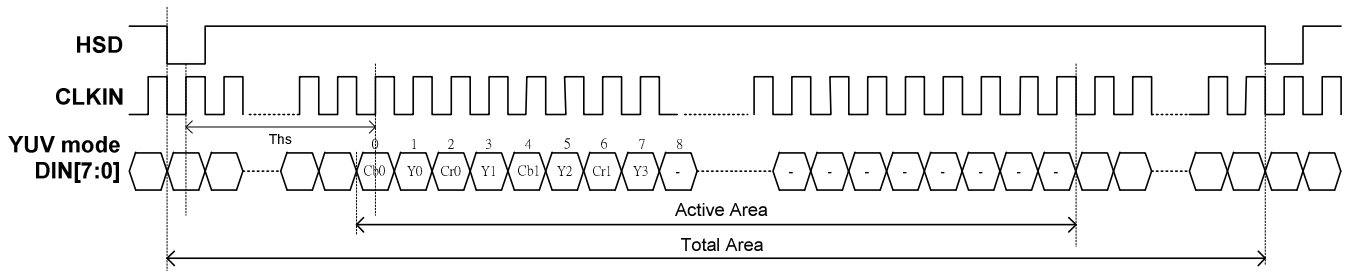 HSD
CLKIN
Ths
YUV mode
DIN[7:0]
0 1 2 3 4 5 6 7 8
Cb0 Y0 Cr0 Y1 Cb1 Y2 Cr1 Y3 - - - - - - - - -
Active Area
Total Area